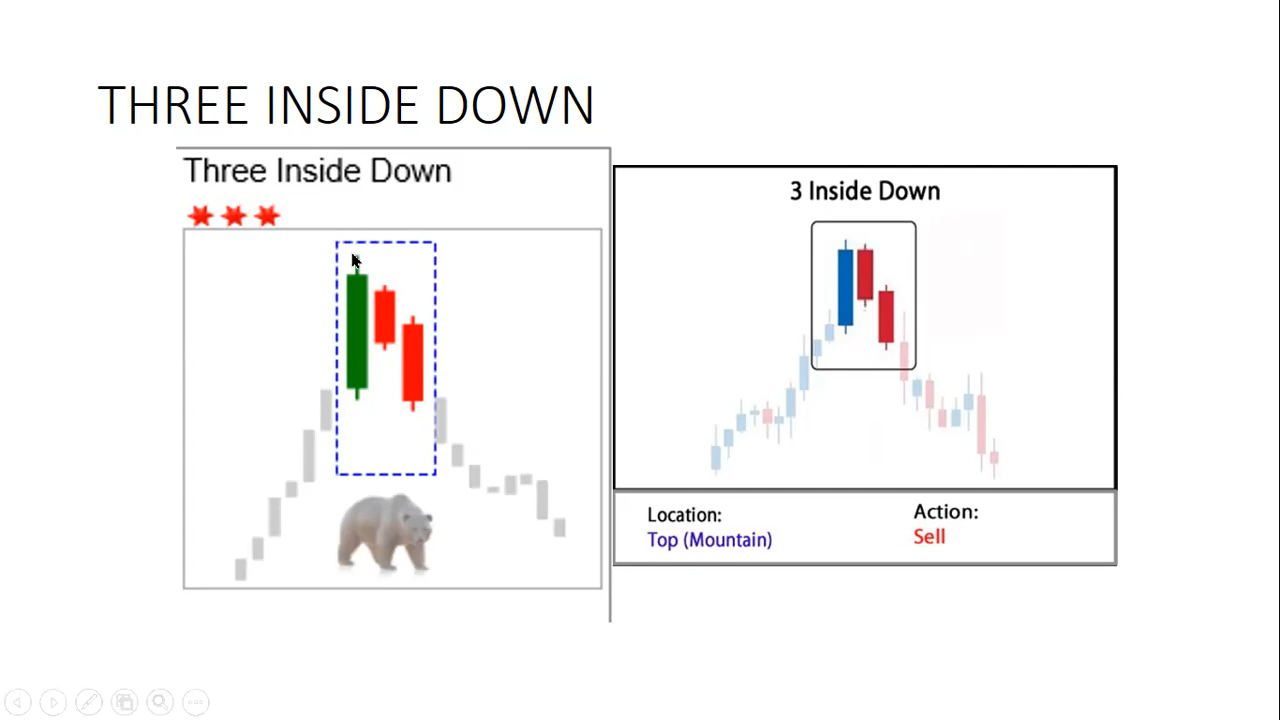 THREE INSIDE DOWN
Three Inside Down
3 Inside Down
Location:
Top (Mountain)
Action:
Sell